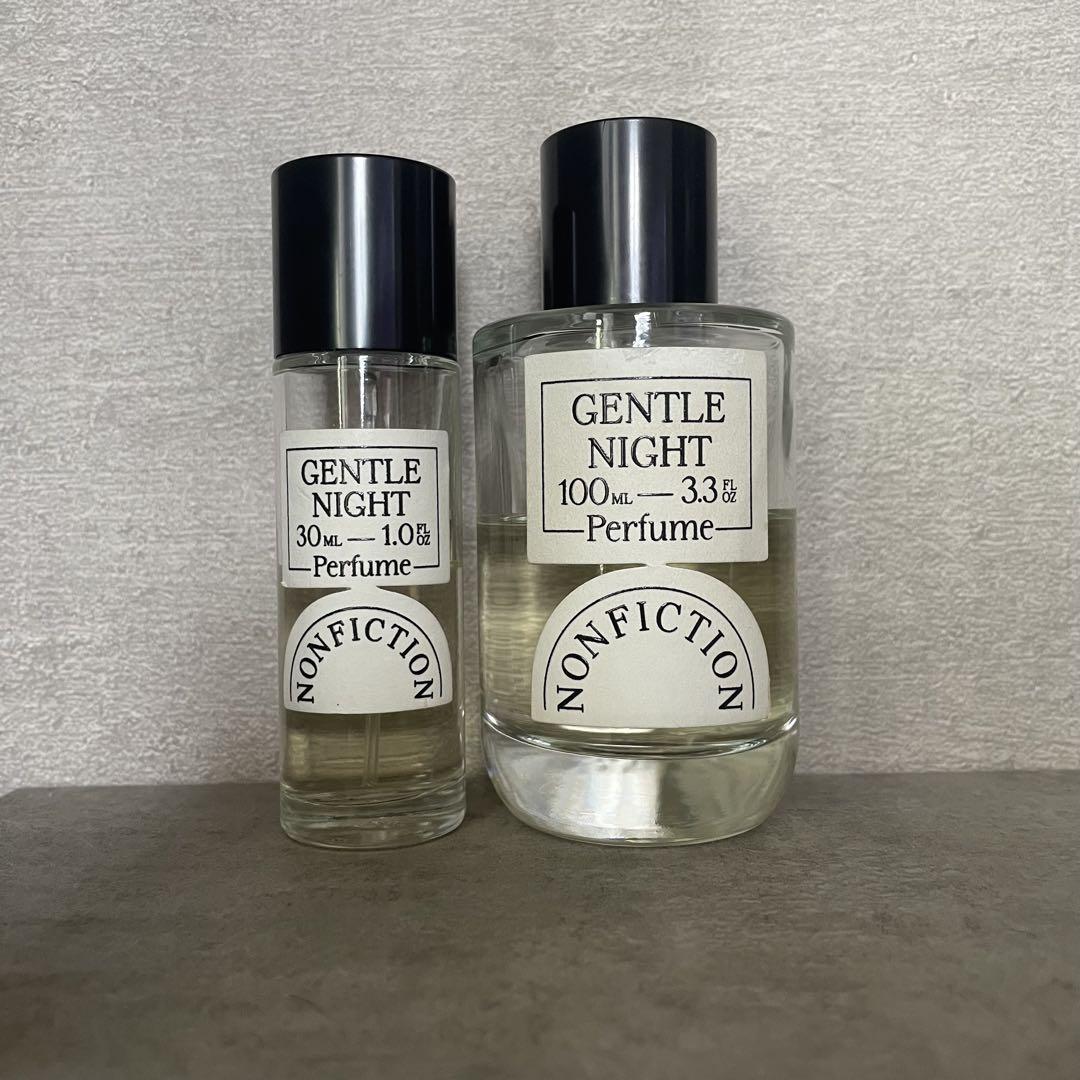 GENTLE
NIGHT
30ML — 1.0 FL OZ
Perfume
NONFICTION
GENTLE
NIGHT
100ML — 3.3 FL OZ
Perfume
NONFICTION